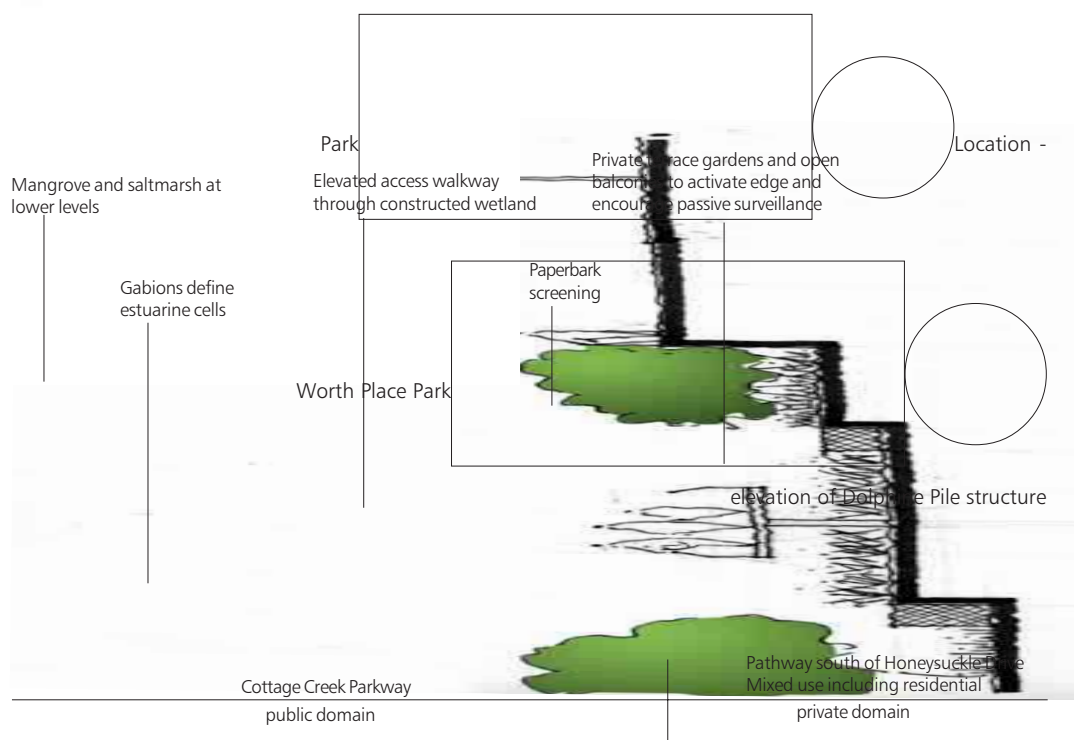 Park
Location -
Mangrove and saltmarsh at
lower levels
Elevated access walkway
through constructed wetland
Private terrace gardens and open
balconies to activate edge and
encourage passive surveillance
Gabions define
estuarine cells
Paperbark
screening
Worth Place Park
elevation of Dolphine Pile structure
Cottage Creek Parkway
public domain
Pathway south of Honeysuckle Drive
Mixed use including residential
private domain